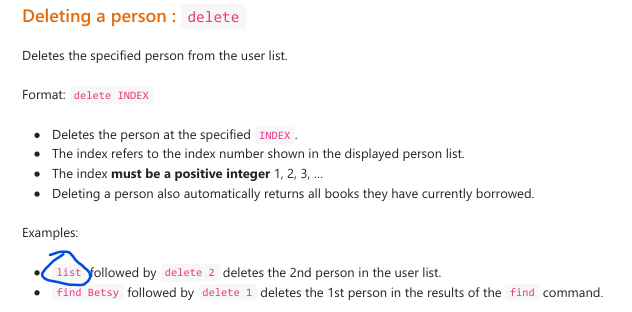 Deleting a person : delete
Deletes the specified person from the user list.
Format: delete INDEX
• Deletes the person at the specified INDEX .
• The index refers to the index number shown in the displayed person list.
• The index must be a positive integer 1, 2, 3, …
• Deleting a person also automatically returns all books they have currently borrowed.
Examples:
• list followed by delete 2 deletes the 2nd person in the user list.
• find Betsy followed by delete 1 deletes the 1st person in the results of the find command.